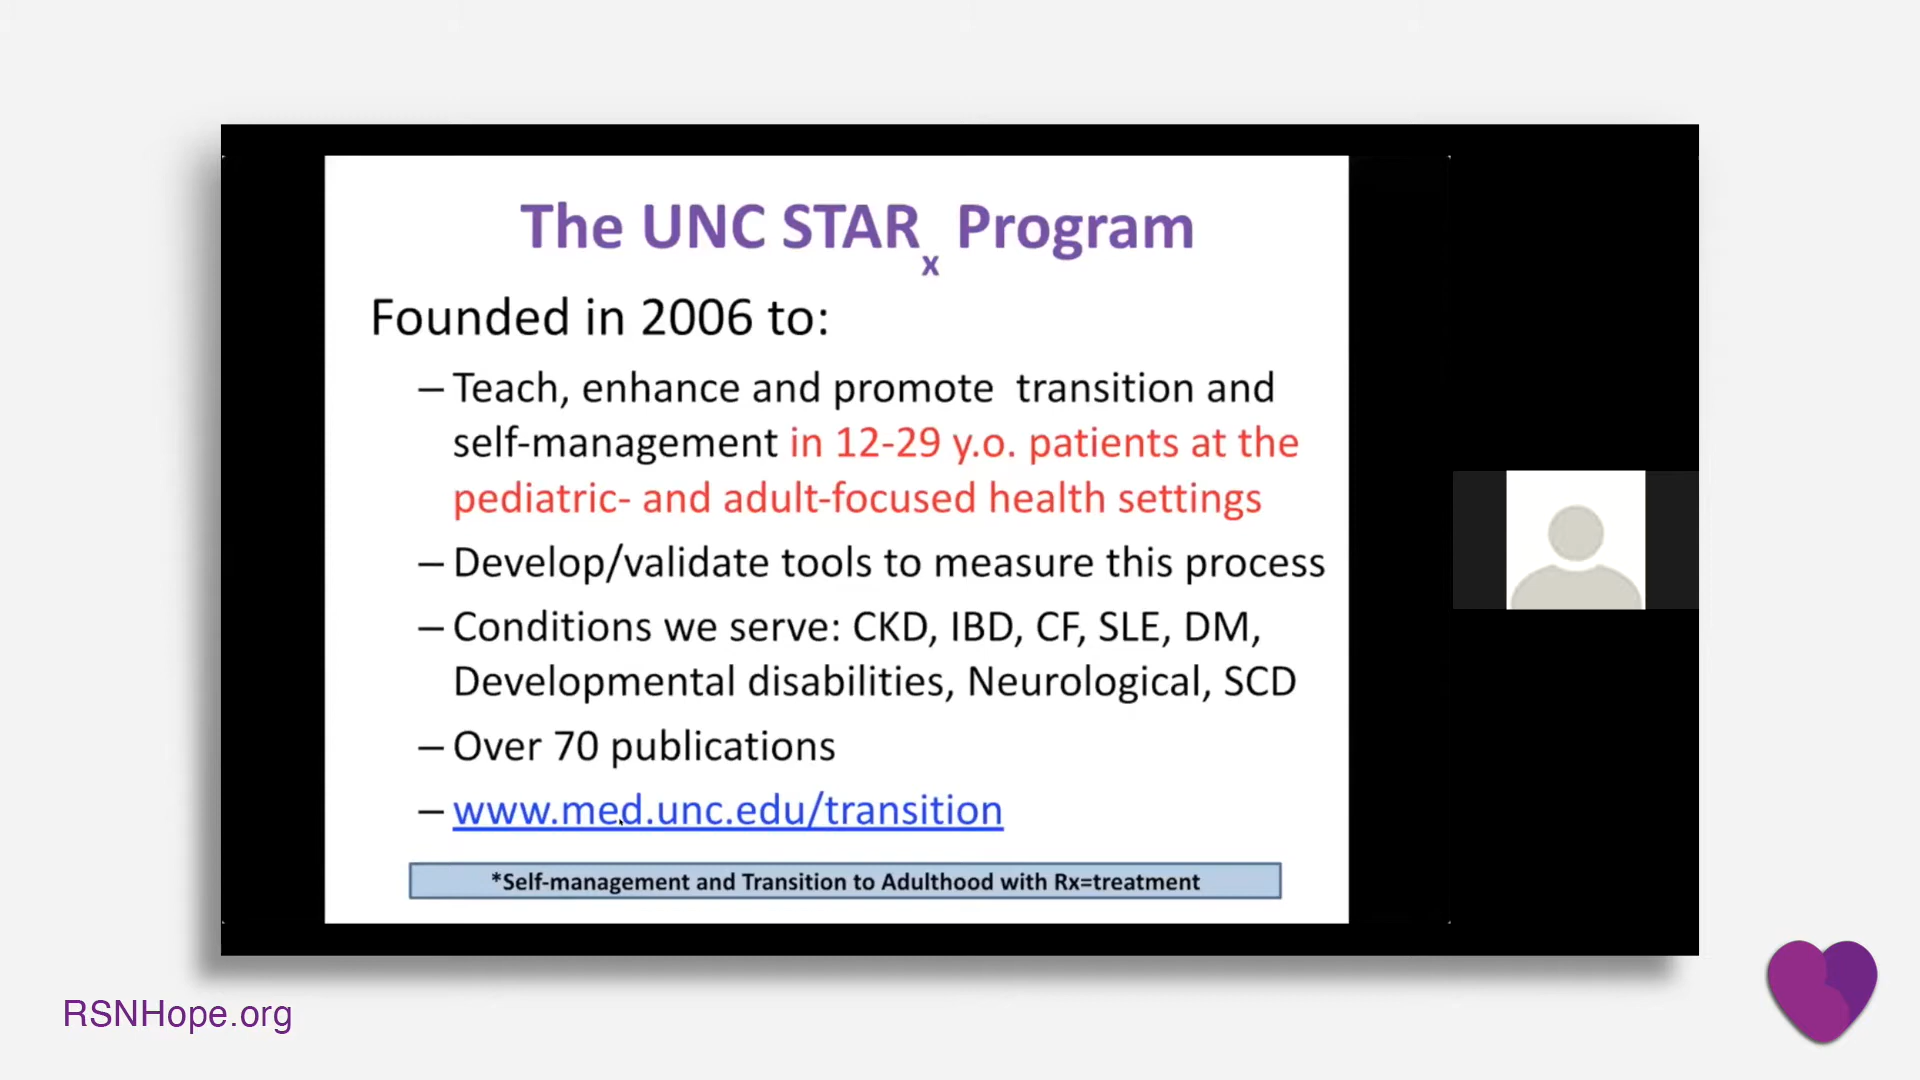 The UNC STARx Program
Founded in 2006 to:
– Teach, enhance and promote transition and
self-management in 12-29 y.o. patients at the
pediatric- and adult-focused health settings
– Develop/validate tools to measure this process
– Conditions we serve: CKD, IBD, CF, SLE, DM,
Developmental disabilities, Neurological, SCD
– Over 70 publications
– www.med.unc.edu/transition
*Self-management and Transition to Adulthood with Rx=treatment
RSNHope.org